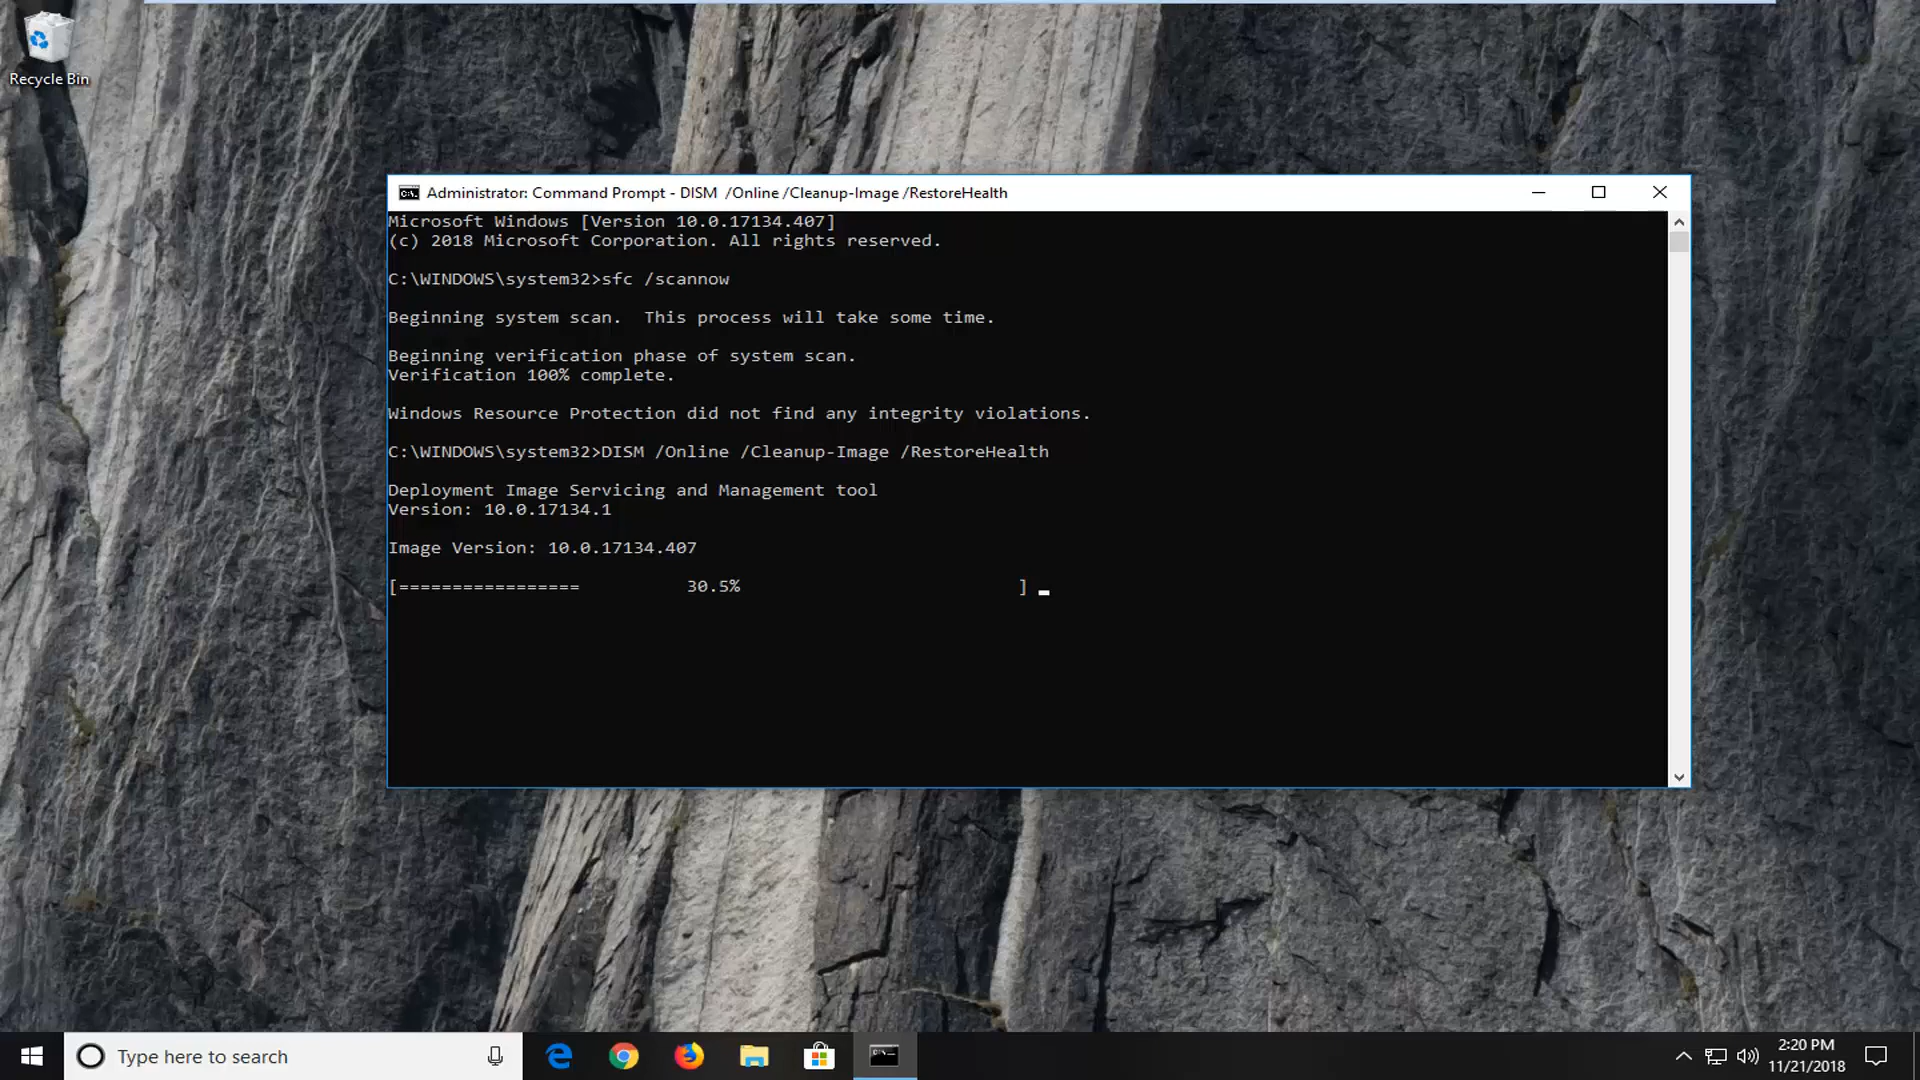 Recycle Bin
Administrator: Command Prompt - DISM  /Online /Cleanup-Image /RestoreHealth
Microsoft Windows [Version 10.0.17134.407]
(c) 2018 Microsoft Corporation. All rights reserved.
C:\WINDOWS\system32>sfc /scannow
Beginning system scan.  This process will take some time.
Beginning verification phase of system scan.
Verification 100% complete.
Windows Resource Protection did not find any integrity violations.
C:\WINDOWS\system32>DISM /Online /Cleanup-Image /RestoreHealth
Deployment Image Servicing and Management tool
Version: 10.0.17134.1
Image Version: 10.0.17134.407
[=================          30.5%                          ]
Type here to search
2:20 PM
11/21/2018